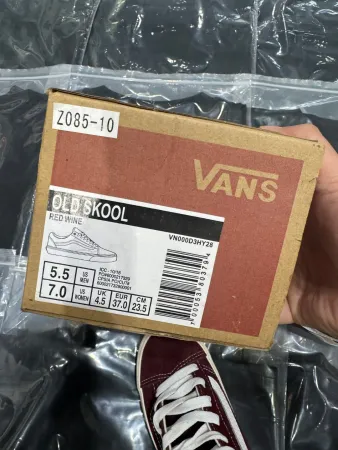 Z085-10
VANS
OLD SKOOL
RED WINE
VN000D3HY28
5.5 US MEN
7.0 US WOMEN
UK 4.5
EUR 37.0
CM 23.5